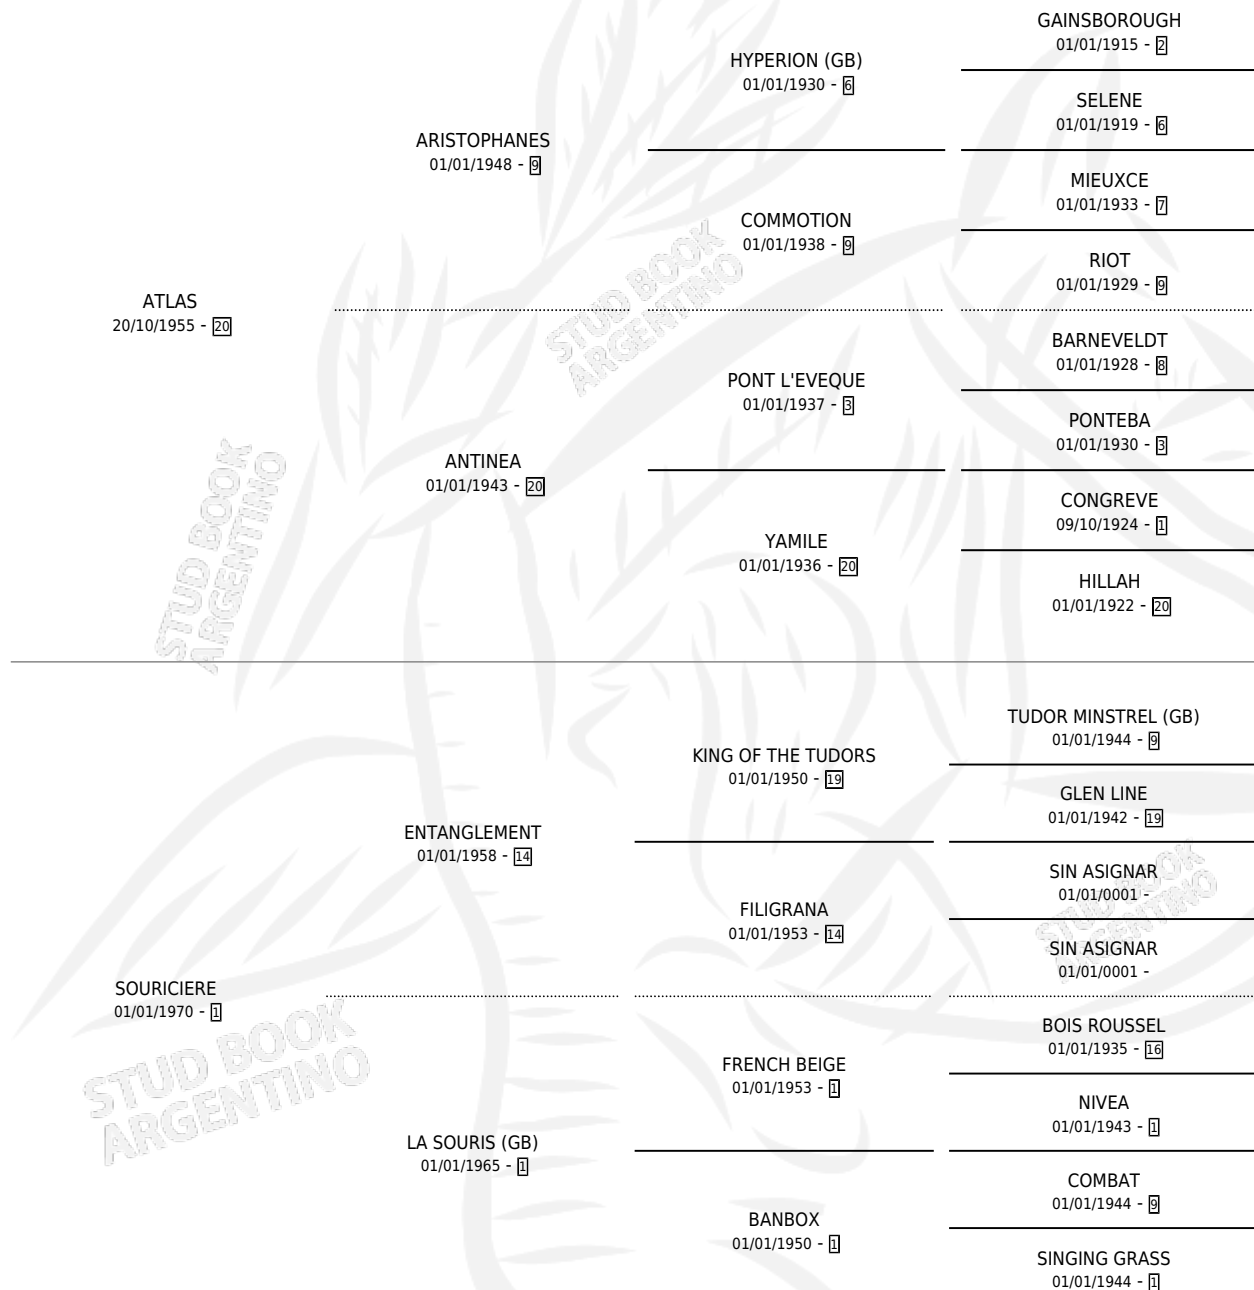 GAINSBOROUGH
01/01/1915 - 2
HYPERION (GB)
01/01/1930 - 6
SELENE
01/01/1919 - 6
ARISTOPHANES
01/01/1948 - 9
MIEUXCE
01/01/1933 - 7
COMMOTION
01/01/1938 - 9
RIOT
01/01/1929 - 9
ATLAS
20/10/1955 - 20
BARNEVELDT
01/01/1928 - 8
PONT L'EVEQUE
01/01/1937 - 3
PONTEBA
01/01/1930 - 3
ANTINEA
01/01/1943 - 20
CONGREVE
09/10/1924 - 1
YAMILE
01/01/1936 - 20
HILLAH
01/01/1922 - 20
TUDOR MINSTREL (GB)
01/01/1944 - 9
KING OF THE TUDORS
01/01/1950 - 19
GLEN LINE
01/01/1942 - 19
ENTANGLEMENT
01/01/1958 - 14
SIN ASIGNAR
01/01/0001 -
FILIGRANA
01/01/1953 - 14
SIN ASIGNAR
01/01/0001 -
SOURICIERE
01/01/1970 - 1
BOIS ROUSSEL
01/01/1935 - 16
FRENCH BEIGE
01/01/1953 - 1
NIVEA
01/01/1943 - 1
LA SOURIS (GB)
01/01/1965 - 1
COMBAT
01/01/1944 - 9
BANBOX
01/01/1950 - 1
SINGING GRASS
01/01/1944 - 1
STUD BOOK
ARGENTINO
STUD BOOK
ARGENTINO
STUD BOOK
ARGENTINO
STUD BOOK
ARGENTINO